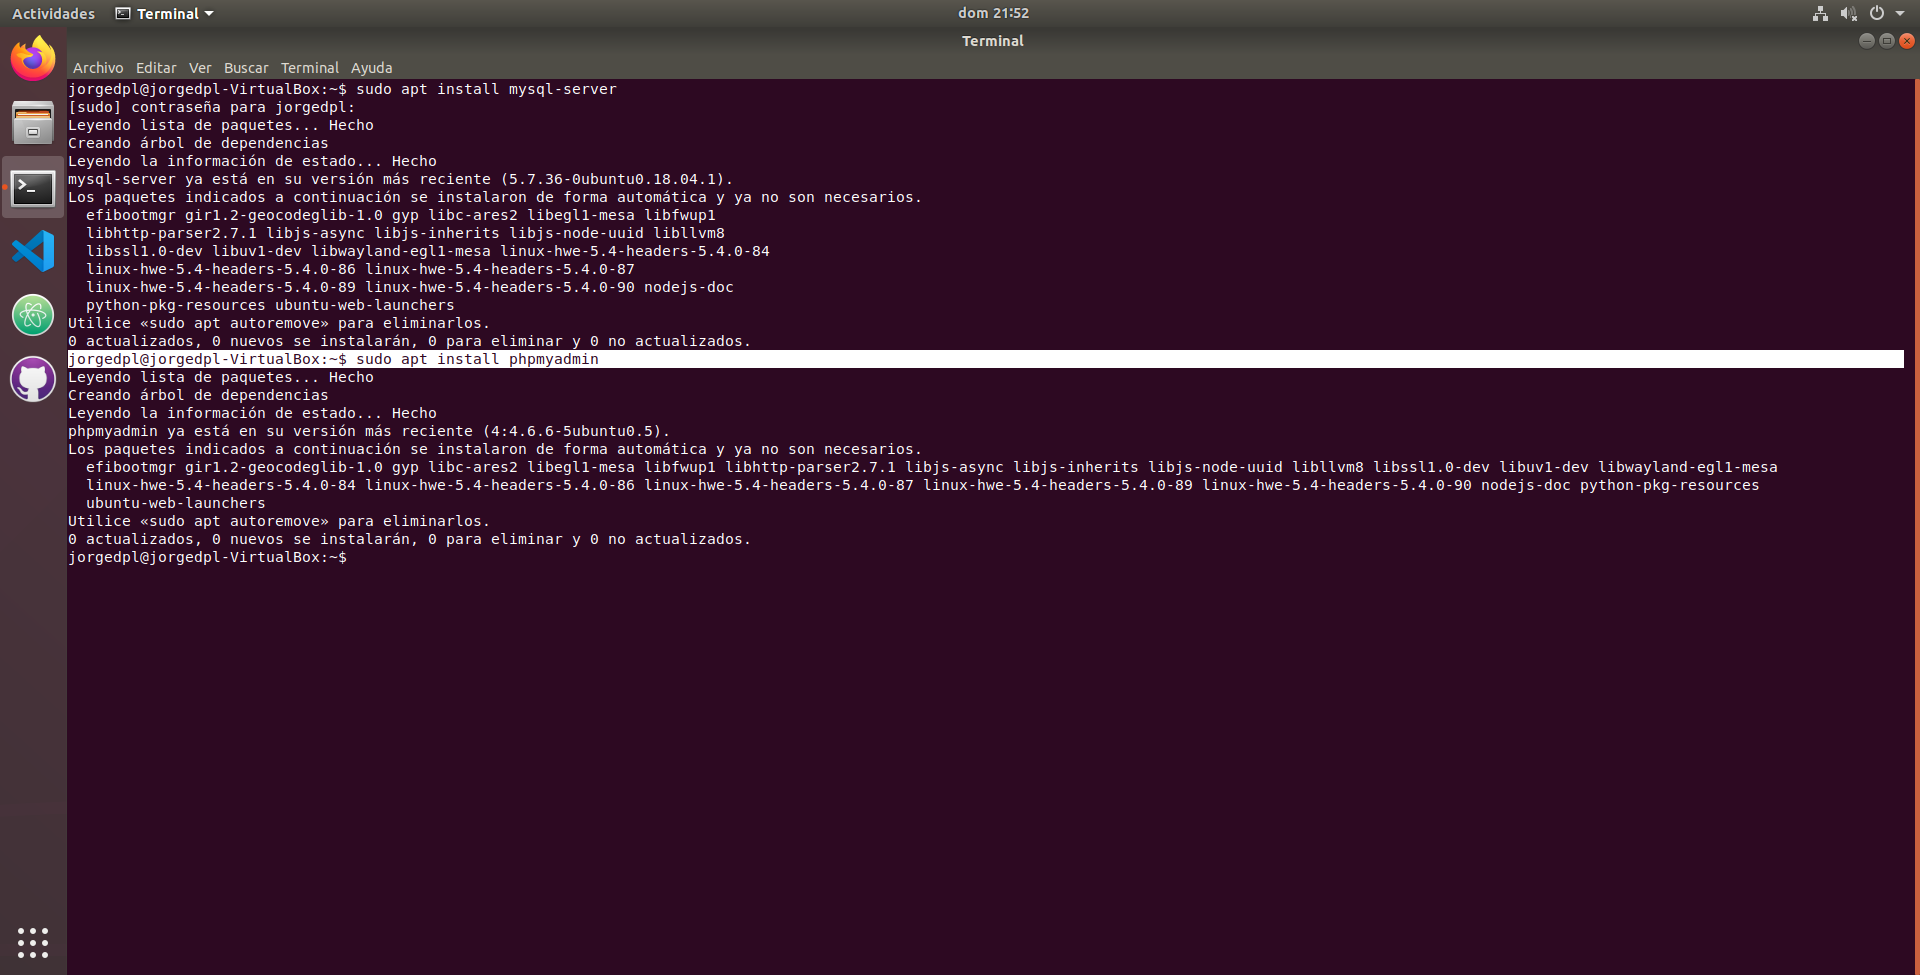 Actividades Terminal dom 21:52
Terminal
Archivo Editar Ver Buscar Terminal Ayuda
jorgedpl@jorgedpl-VirtualBox:~$ sudo apt install mysql-server
[sudo] contraseña para jorgedpl:
Leyendo lista de paquetes... Hecho
Creando árbol de dependencias
Leyendo la información de estado... Hecho
mysql-server ya está en su versión más reciente (5.7.36-0ubuntu0.18.04.1).
Los paquetes indicados a continuación se instalaron de forma automática y ya no son necesarios.
  efibootmgr gir1.2-geocodeglib-1.0 gyp libc-ares2 libegl1-mesa libfwup1
  libhttp-parser2.7.1 libjs-async libjs-inherits libjs-node-uuid libllvm8
  libssl1.0-dev libuv1-dev libwayland-egl1-mesa linux-hwe-5.4-headers-5.4.0-84
  linux-hwe-5.4-headers-5.4.0-86 linux-hwe-5.4-headers-5.4.0-87
  linux-hwe-5.4-headers-5.4.0-89 linux-hwe-5.4-headers-5.4.0-90 nodejs-doc
  python-pkg-resources ubuntu-web-launchers
Utilice «sudo apt autoremove» para eliminarlos.
0 actualizados, 0 nuevos se instalarán, 0 para eliminar y 0 no actualizados.
jorgedpl@jorgedpl-VirtualBox:~$ sudo apt install phpmyadmin
Leyendo lista de paquetes... Hecho
Creando árbol de dependencias
Leyendo la información de estado... Hecho
phpmyadmin ya está en su versión más reciente (4:4.6.6-5ubuntu0.5).
Los paquetes indicados a continuación se instalaron de forma automática y ya no son necesarios.
  efibootmgr gir1.2-geocodeglib-1.0 gyp libc-ares2 libegl1-mesa libfwup1 libhttp-parser2.7.1 libjs-async libjs-inherits libjs-node-uuid libllvm8 libssl1.0-dev libuv1-dev libwayland-egl1-mesa
  linux-hwe-5.4-headers-5.4.0-84 linux-hwe-5.4-headers-5.4.0-86 linux-hwe-5.4-headers-5.4.0-87 linux-hwe-5.4-headers-5.4.0-89 linux-hwe-5.4-headers-5.4.0-90 nodejs-doc python-pkg-resources
  ubuntu-web-launchers
Utilice «sudo apt autoremove» para eliminarlos.
0 actualizados, 0 nuevos se instalarán, 0 para eliminar y 0 no actualizados.
jorgedpl@jorgedpl-VirtualBox:~$